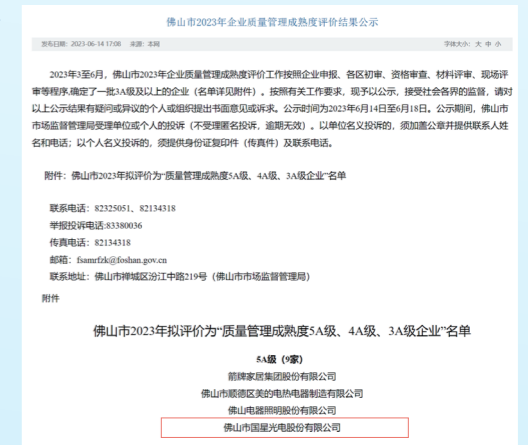 佛山市2023年企业质量管理成熟度评价结果公示
发布日期：2023-06-14 17:08 来源：本网 字体大小：大 中 小
2023年3至6月，佛山市2023年企业质量管理成熟度评价工作按照企业申报、各区初审、资格审查、材料评审、现场评
审等程序,确定了一批3A级及以上的企业（名单详见附件）。按照有关工作要求，现予以公示，接受社会各界的监督，请对
以上公示结果有疑问或异议的个人或组织提出书面意见或诉求。公示时间为2023年6月14日至6月18日。公示期间，佛山市
市场监督管理局受理单位或个人的投诉（不受理匿名投诉，逾期无效）。以单位名义投诉的，须加盖公章并提供联系人姓
名和电话；以个人名义投诉的，须提供身份证复印件（传真件）及联系电话。
附件：佛山市2023年拟评价为“质量管理成熟度5A级、4A级、3A级企业”名单
联系电话：82325051、82134318
举报投诉电话:83380036
传真电话：82134318
邮箱：fsamrfzk@foshan.gov.cn
联系地址：佛山市禅城区汾江中路219号（佛山市市场监督管理局）
附件
佛山市2023年拟评价为“质量管理成熟度5A级、4A级、3A级企业”名单
5A级（9家）
箭牌家居集团股份有限公司
佛山市顺德区美的电热电器制造有限公司
佛山电器照明股份有限公司
佛山市国星光电股份有限公司